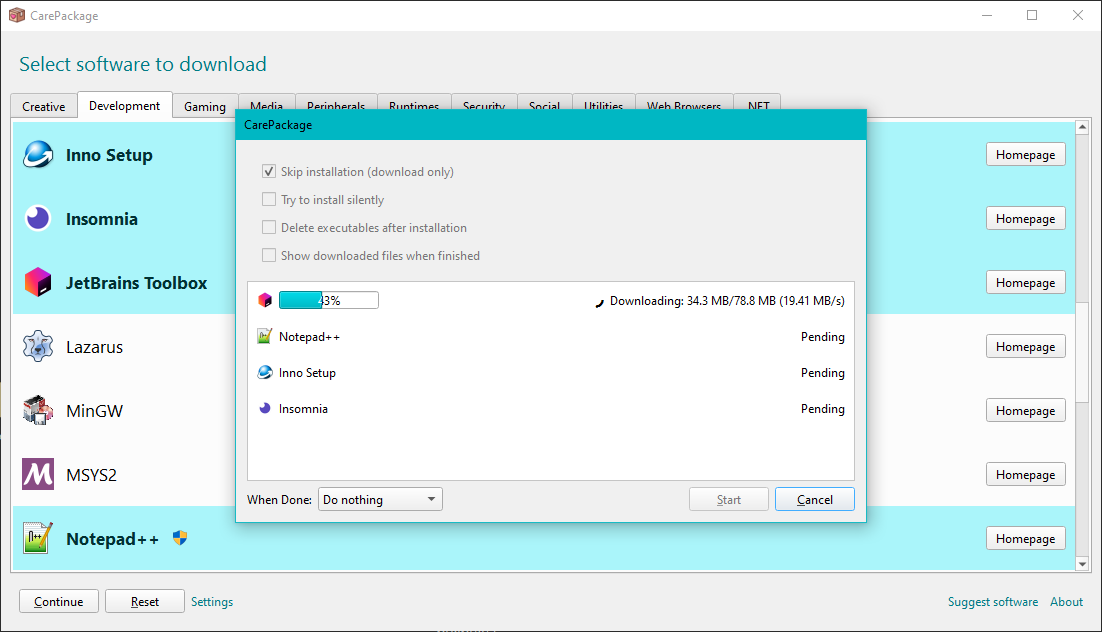 CarePackage
Select software to download
Creative Development Gaming Media Peripherals Runtimes Security Social Utilities Web Browsers .NET
CarePackage
Skip installation (download only)
Try to install silently
Delete executables after installation
Show downloaded files when finished
43% Downloading: 34.3 MB/78.8 MB (19.41 MB/s)
Notepad++ Pending
Inno Setup Pending
Insomnia Pending
When Done: Do nothing Start Cancel
Inno Setup Homepage
Insomnia Homepage
JetBrains Toolbox Homepage
Lazarus Homepage
MinGW Homepage
MSYS2 Homepage
Notepad++ Homepage
Continue Reset Settings Suggest software About